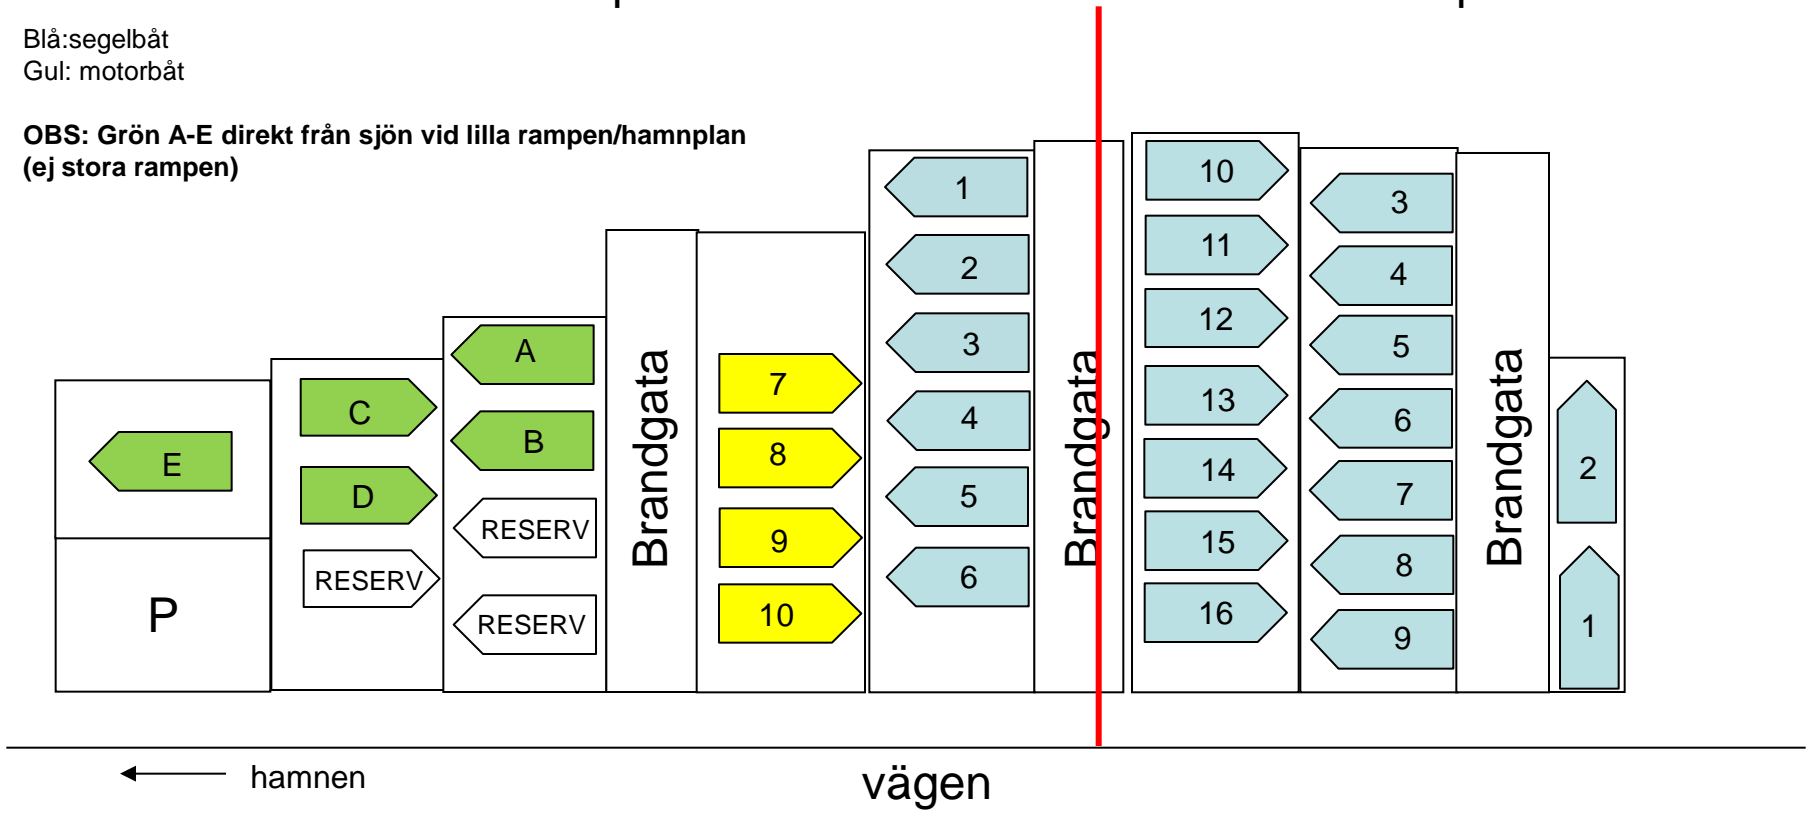 Blå:segelbåt
Gul: motorbåt
OBS: Grön A-E direkt från sjön vid lilla rampen/hamnplan
(ej stora rampen)
E
P
C
D
RESERV
A
B
RESERV
RESERV
Brandgata
7
8
9
10
1
2
3
4
5
6
Brandgata
10
11
12
13
14
15
16
3
4
5
6
7
8
9
Brandgata
2
1
hamnen
vägen